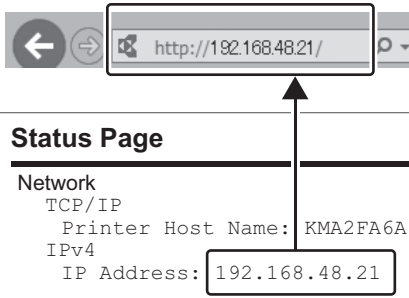 http://192.168.48.21/
Status Page
Network
TCP/IP
Printer Host Name: KMA2FA6A
IPv4
IP Address: 192.168.48.21